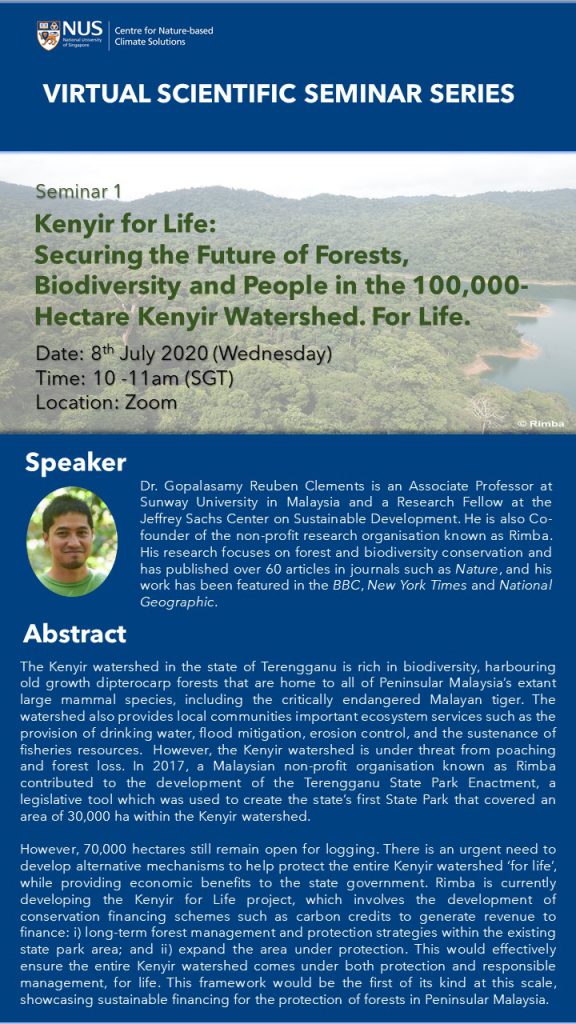 NUS
National University
of Singapore
Centre for Nature-based
Climate Solutions
VIRTUAL SCIENTIFIC SEMINAR SERIES
Seminar 1
Kenyir for Life:
Securing the Future of Forests,
Biodiversity and People in the 100,000-
Hectare Kenyir Watershed. For Life.
Date: 8th July 2020 (Wednesday)
Time: 10 -11am (SGT)
Location: Zoom
© Rimba
Speaker
Dr. Gopalasamy Reuben Clements is an Associate Professor at
Sunway University in Malaysia and a Research Fellow at the
Jeffrey Sachs Center on Sustainable Development. He is also Co-
founder of the non-profit research organisation known as Rimba.
His research focuses on forest and biodiversity conservation and
has published over 60 articles in journals such as Nature, and his
work has been featured in the BBC, New York Times and National
Geographic.
Abstract
The Kenyir watershed in the state of Terengganu is rich in biodiversity, harbouring
old growth dipterocarp forests that are home to all of Peninsular Malaysia's extant
large mammal species, including the critically endangered Malayan tiger. The
watershed also provides local communities important ecosystem services such as the
provision of drinking water, flood mitigation, erosion control, and the sustenance of
fisheries resources. However, the Kenyir watershed is under threat from poaching
and forest loss. In 2017, a Malaysian non-profit organisation known as Rimba
contributed to the development of the Terengganu State Park Enactment, a
legislative tool which was used to create the state's first State Park that covered an
area of 30,000 ha within the Kenyir watershed.
However, 70,000 hectares still remain open for logging. There is an urgent need to
develop alternative mechanisms to help protect the entire Kenyir watershed 'for life',
while providing economic benefits to the state government. Rimba is currently
developing the Kenyir for Life project, which involves the development of
conservation financing schemes such as carbon credits to generate revenue to
finance: i) long-term forest management and protection strategies within the existing
state park area; and ii) expand the area under protection. This would effectively
ensure the entire Kenyir watershed comes under both protection and responsible
management, for life. This framework would be the first of its kind at this scale,
showcasing sustainable financing for the protection of forests in Peninsular Malaysia.